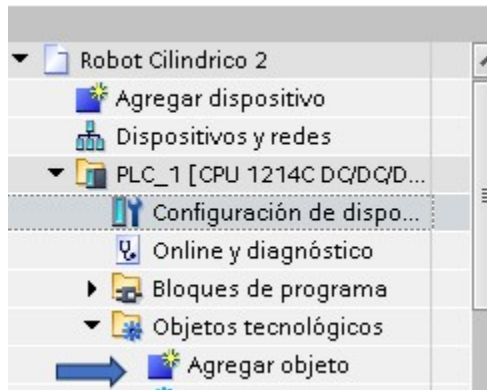 Robot Cilindrico 2
Agregar dispositivo
Dispositivos y redes
PLC_1 [CPU 1214C DC/DC/D...
Configuración de dispo...
Online y diagnóstico
Bloques de programa
Objetos tecnológicos
Agregar objeto